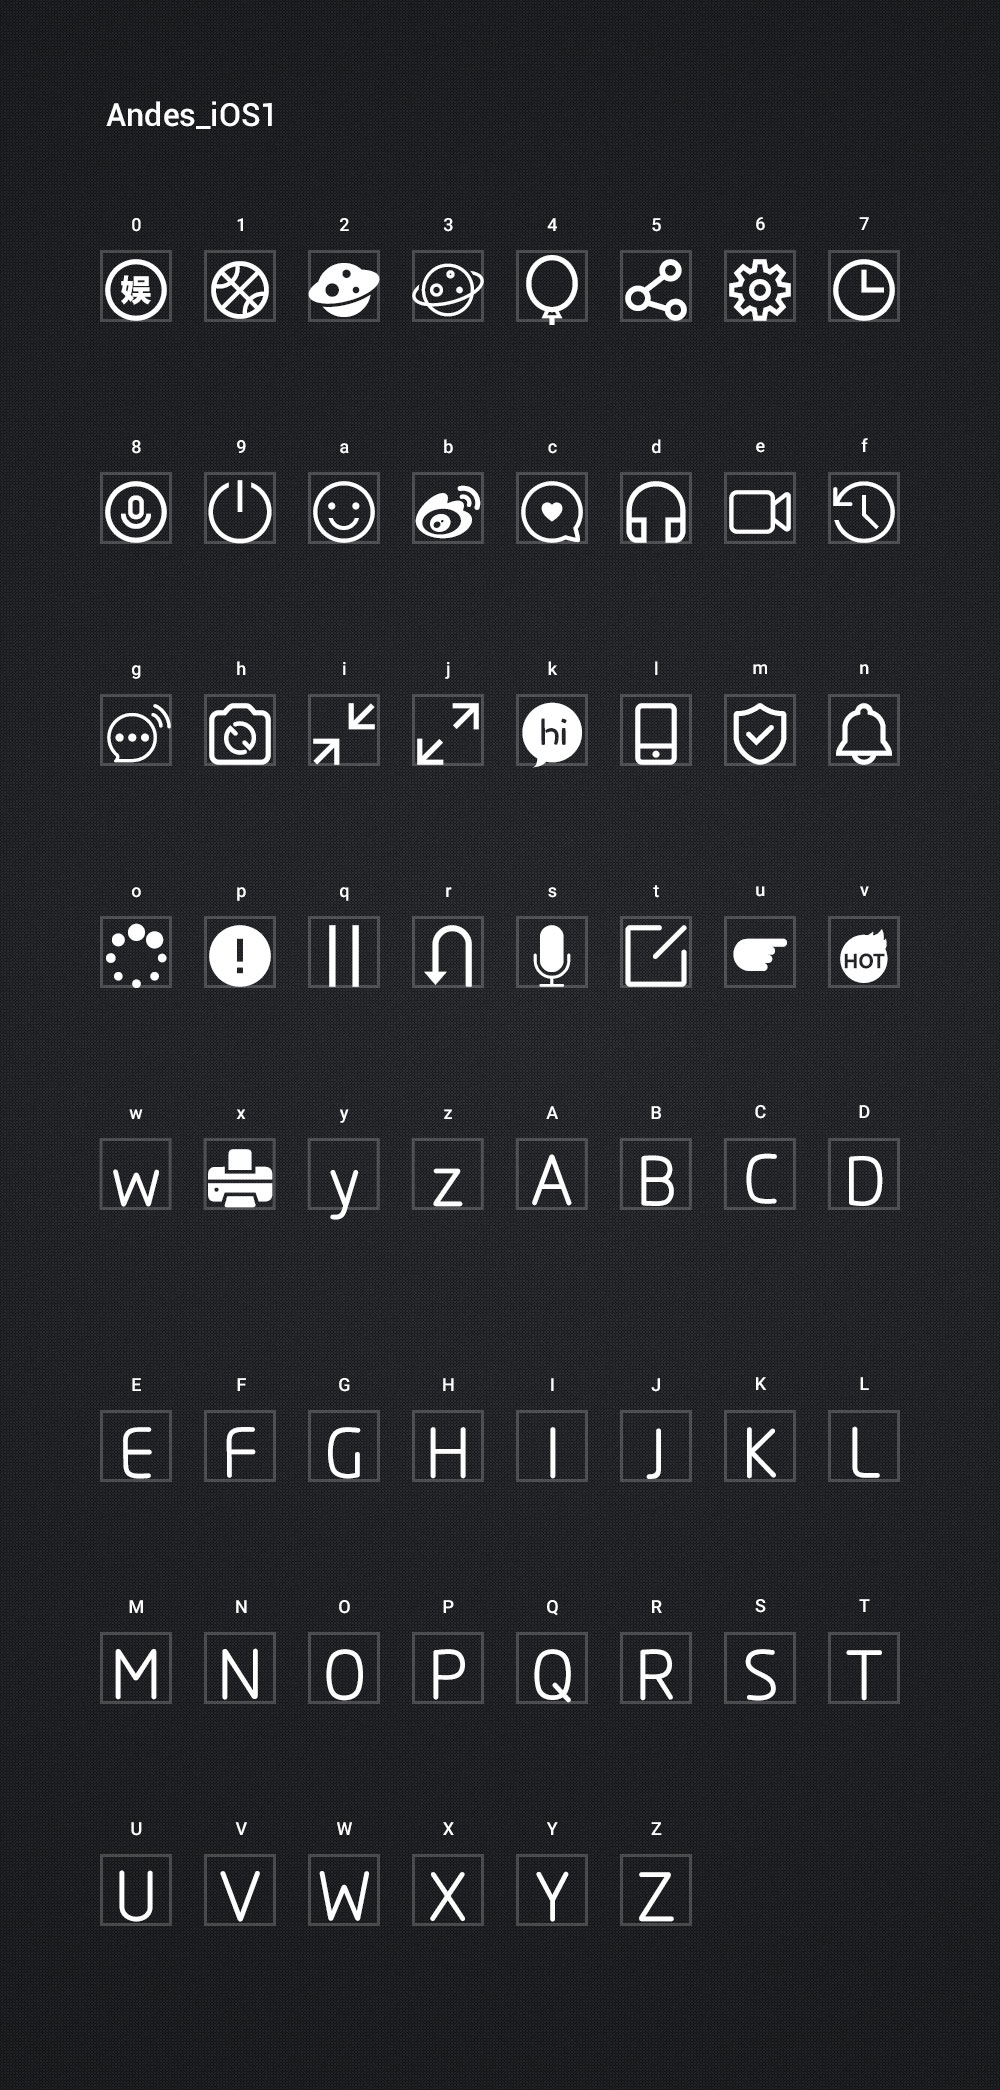 Andes_iOS1
0 1 2 3 4 5 6 7
娱
8 9 a b c d e f
g h i j k l m n
hi
o p q r s t u v
! HOT
w x y z A B C D
w y z A B C D
E F G H I J K L
E F G H I J K L
M N O P Q R S T
M N O P Q R S T
U V W X Y Z
U V W X Y Z